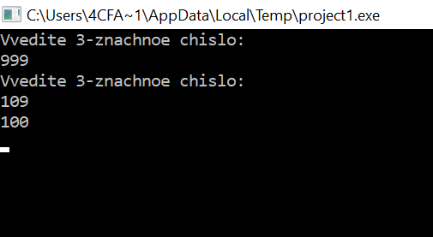 C:\Users\4CFA~1\AppData\Local\Temp\project1.exe
Vvedite 3-znachnoe chislo:
999
Vvedite 3-znachnoe chislo:
109
100